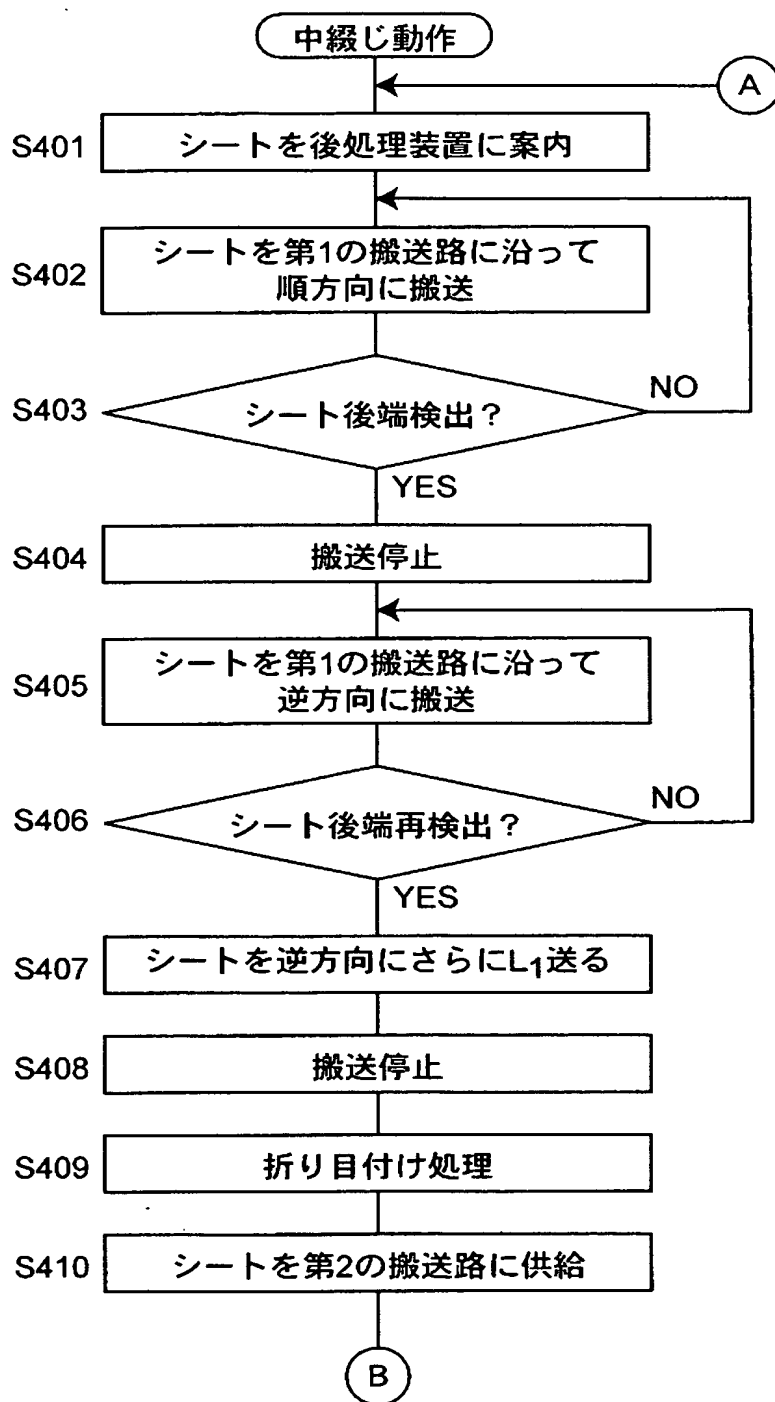 中綴じ動作
A
S401
シートを後処理装置に案内
S402
シートを第1の搬送路に沿って
順方向に搬送
S403
シート後端検出？
NO
YES
S404
搬送停止
S405
シートを第1の搬送路に沿って
逆方向に搬送
S406
シート後端再検出？
NO
YES
S407
シートを逆方向にさらにL1送る
S408
搬送停止
S409
折り目付け処理
S410
シートを第2の搬送路に供給
B